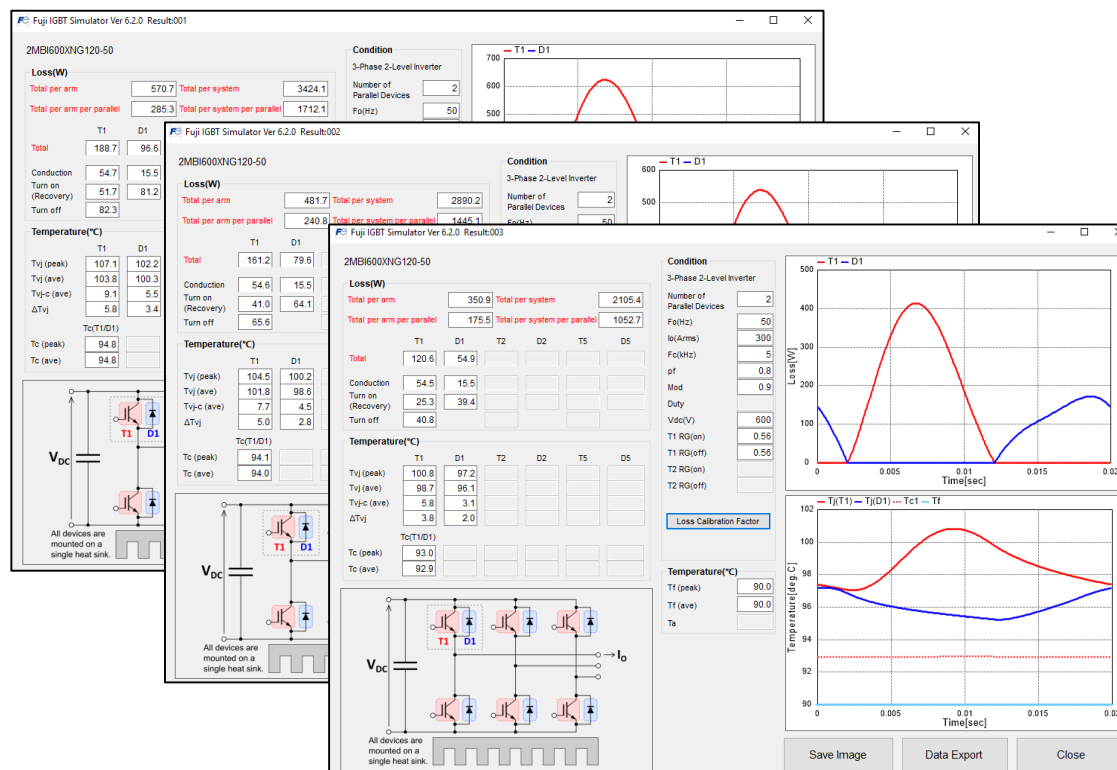 Fuji IGBT Simulator Ver 6.2.0 Result:001
2MBI600XNG120-50
Loss(W)
Total per arm 570.7 Total per system 3424.1
Total per arm per parallel 285.3 Total per system per parallel 1712.1
T1 D1
Total 188.7 96.6
Conduction 54.7 15.5
Turn on
(Recovery) 51.7 81.2
Turn off 82.3
Temperature(℃)
T1 D1
Tvj (peak) 107.1 102.2
Tvj (ave) 103.8 100.3
Tvj-c (ave) 9.1 5.5
ΔTvj 5.8 3.4
Tc(T1/D1)
Tc (peak) 94.8
Tc (ave) 94.8
Condition
3-Phase 2-Level Inverter
Number of
Parallel Devices 2
Fo(Hz) 50
T1 D1
700
600
500
VDC
T1 D1
All devices are
mounted on a
single heat sink.
Fuji IGBT Simulator Ver 6.2.0 Result:002
2MBI600XNG120-50
Loss(W)
Total per arm 481.7 Total per system 2890.2
Total per arm per parallel 240.8 Total per system per parallel 1445.1
T1 D1
Total 161.2 79.6
Conduction 54.6 15.5
Turn on
(Recovery) 41.0 64.1
Turn off 65.6
Temperature(℃)
T1 D1
Tvj (peak) 104.5 100.2
Tvj (ave) 101.8 98.6
Tvj-c (ave) 7.7 4.5
ΔTvj 5.0 2.8
Tc(T1/D1)
Tc (peak) 94.1
Tc (ave) 94.0
Condition
3-Phase 2-Level Inverter
Number of
Parallel Devices 2
Fo(Hz) 50
T1 D1
600
500
400
VDC
T1 D1
All devices are
mounted on a
single heat sink.
Fuji IGBT Simulator Ver 6.2.0 Result:003
2MBI600XNG120-50
Loss(W)
Total per arm 350.9 Total per system 2105.4
Total per arm per parallel 175.5 Total per system per parallel 1052.7
T1 D1 T2 D2 T5 D5
Total 120.6 54.9
Conduction 54.5 15.5
Turn on
(Recovery) 25.3 39.4
Turn off 40.8
Temperature(℃)
T1 D1 T2 D2 T5 D5
Tvj (peak) 100.8 97.2
Tvj (ave) 98.7 96.1
Tvj-c (ave) 5.8 3.1
ΔTvj 3.8 2.0
Tc(T1/D1)
Tc (peak) 93.0
Tc (ave) 92.9
VDC
T1 D1
IO
All devices are
mounted on a
single heat sink.
Condition
3-Phase 2-Level Inverter
Number of
Parallel Devices 2
Fo(Hz) 50
Io(Arms) 300
Fc(kHz) 5
pf 0.8
Mod 0.9
Duty
Vdc(V) 600
T1 RG(on) 0.56
T1 RG(off) 0.56
T2 RG(on)
T2 RG(off)
Loss Calibration Factor
Temperature(℃)
Tf (peak) 90.0
Tf (ave) 90.0
Ta
T1 D1
Loss[W]
500
400
300
200
100
0
0 0.005 0.01 0.015 0.02
Time[sec]
Tj(T1) Tj(D1) Tc1 Tf
Temperature[deg. C]
102
100
98
96
94
92
90
0 0.005 0.01 0.015 0.02
Time[sec]
Save Image Data Export Close